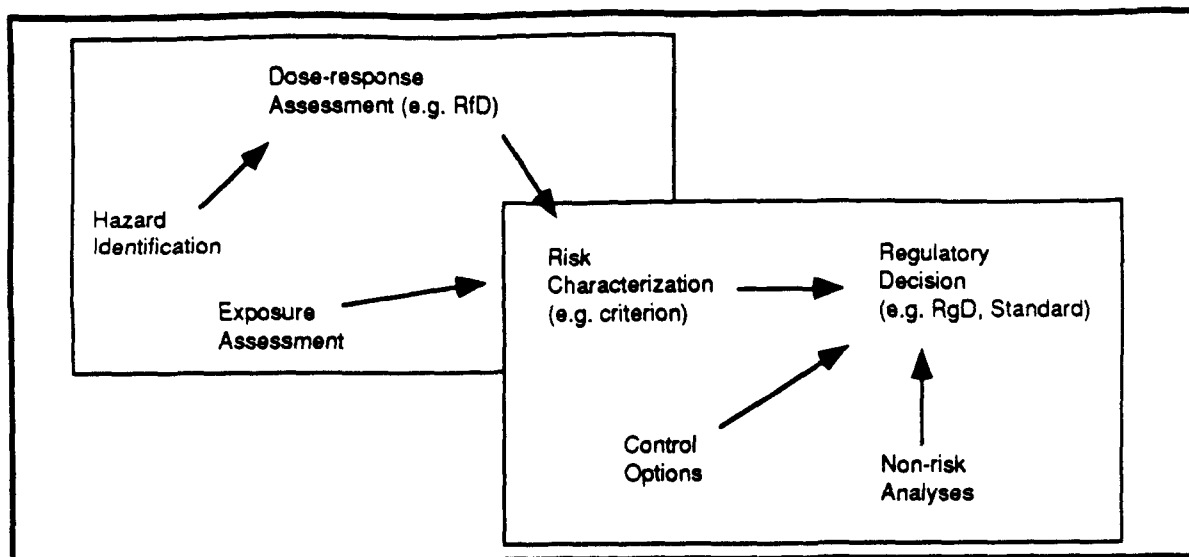 Dose-response
Assessment (e.g. RfD)
Hazard
Identification
Exposure
Assessment
Risk
Characterization
(e.g. criterion)
Regulatory
Decision
(e.g. RgD, Standard)
Control
Options
Non-risk
Analyses